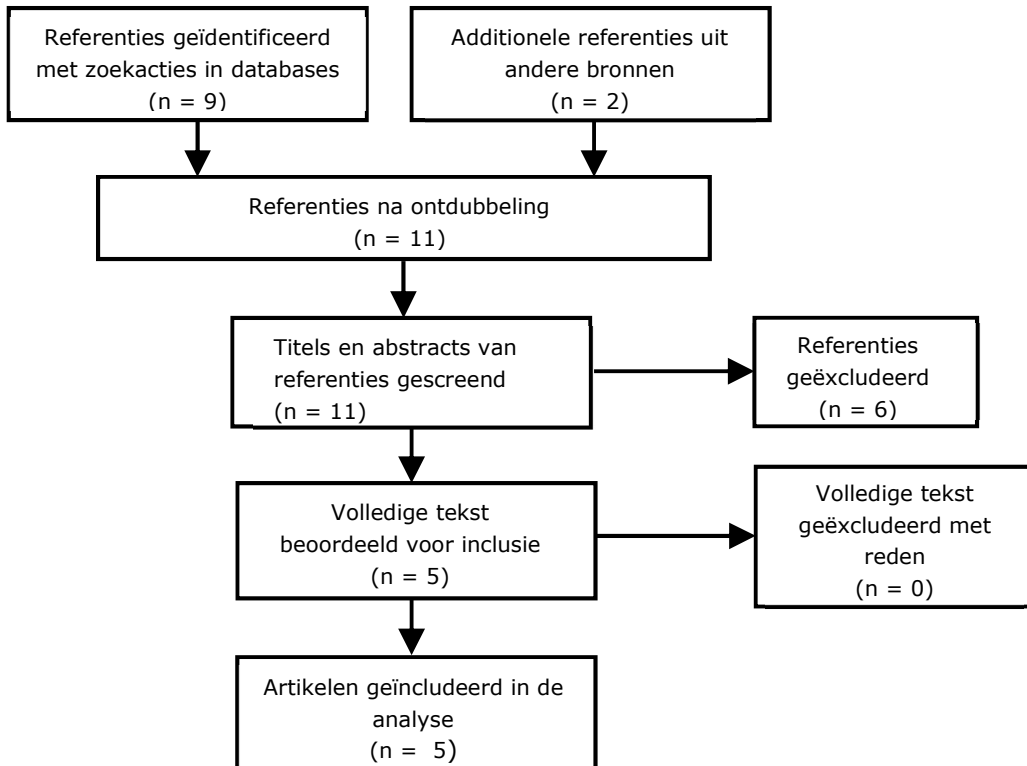 Referenties geïdentificeerd
met zoekacties in databases
(n = 9)
Additionele referenties uit
andere bronnen
(n = 2)
Referenties na ontdubbeling
(n = 11)
Titels en abstracts van
referenties gescreend
(n = 11)
Referenties
geëxcludeerd
(n = 6)
Volledige tekst
beoordeeld voor inclusie
(n = 5)
Volledige tekst
geëxcludeerd met
reden
(n = 0)
Artikelen geïncludeerd in de
analyse
(n = 5)